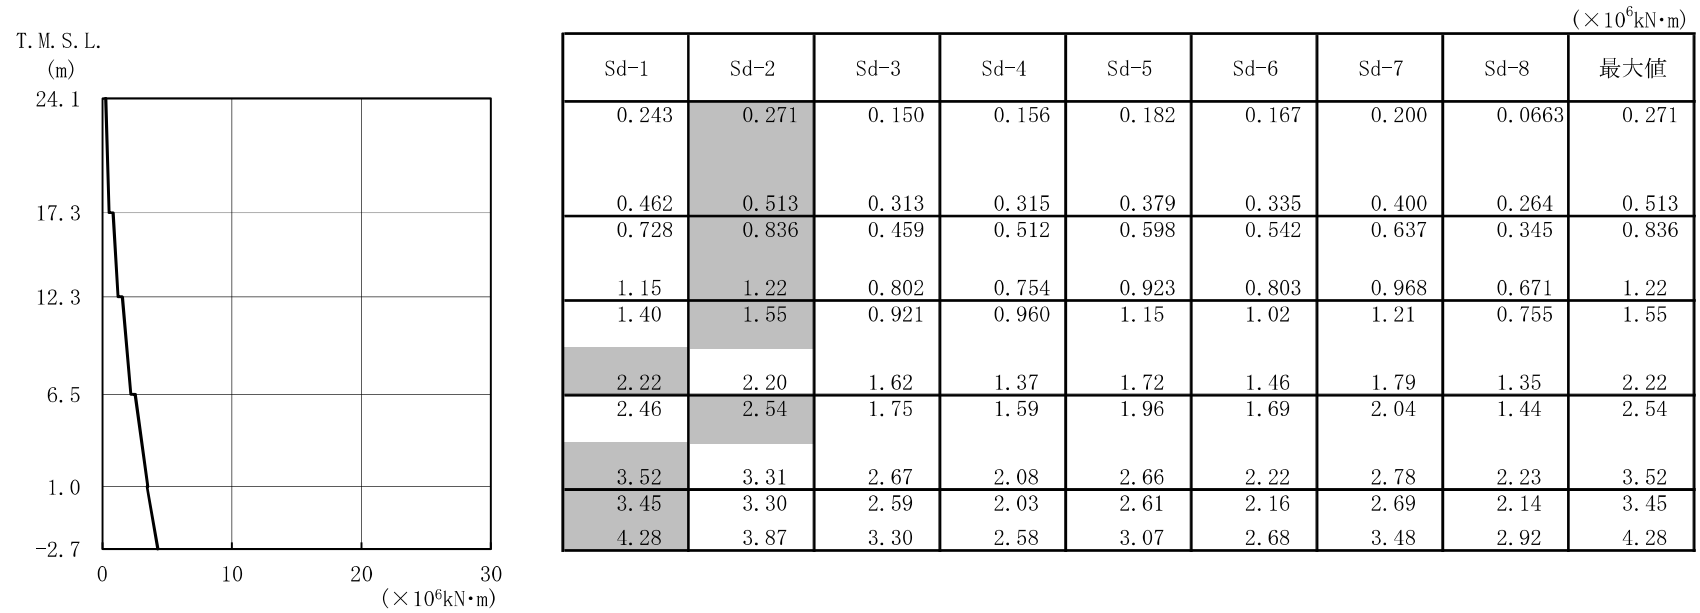 T.M.S.L.
(m)
24.1
17.3
12.3
6.5
1.0
-2.7
0 10 20 30
(×10⁶kN·m)
(×10⁶kN·m)
Sd-1 Sd-2 Sd-3 Sd-4 Sd-5 Sd-6 Sd-7 Sd-8 最大値
0.243 0.271 0.150 0.156 0.182 0.167 0.200 0.0663 0.271
0.462 0.513 0.313 0.315 0.379 0.335 0.400 0.264 0.513
0.728 0.836 0.459 0.512 0.598 0.542 0.637 0.345 0.836
1.15 1.22 0.802 0.754 0.923 0.803 0.968 0.671 1.22
1.40 1.55 0.921 0.960 1.15 1.02 1.21 0.755 1.55
2.22 2.20 1.62 1.37 1.72 1.46 1.79 1.35 2.22
2.46 2.54 1.75 1.59 1.96 1.69 2.04 1.44 2.54
3.52 3.31 2.67 2.08 2.66 2.22 2.78 2.23 3.52
3.45 3.30 2.59 2.03 2.61 2.16 2.69 2.14 3.45
4.28 3.87 3.30 2.58 3.07 2.68 3.48 2.92 4.28